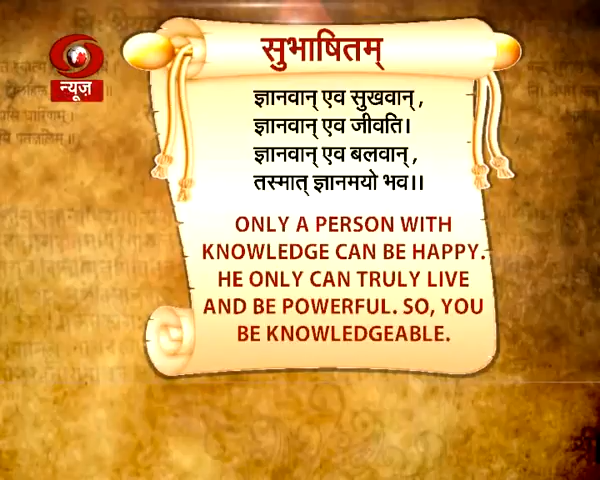 सुभाषितम्
न्यूज़
ज्ञानवान् एव सुखवान् ,
ज्ञानवान् एव जीवति।
ज्ञानवान् एव बलवान् ,
तस्मात् ज्ञानमयो भव।।
ONLY A PERSON WITH
KNOWLEDGE CAN BE HAPPY.
HE ONLY CAN TRULY LIVE
AND BE POWERFUL. SO, YOU
BE KNOWLEDGEABLE.